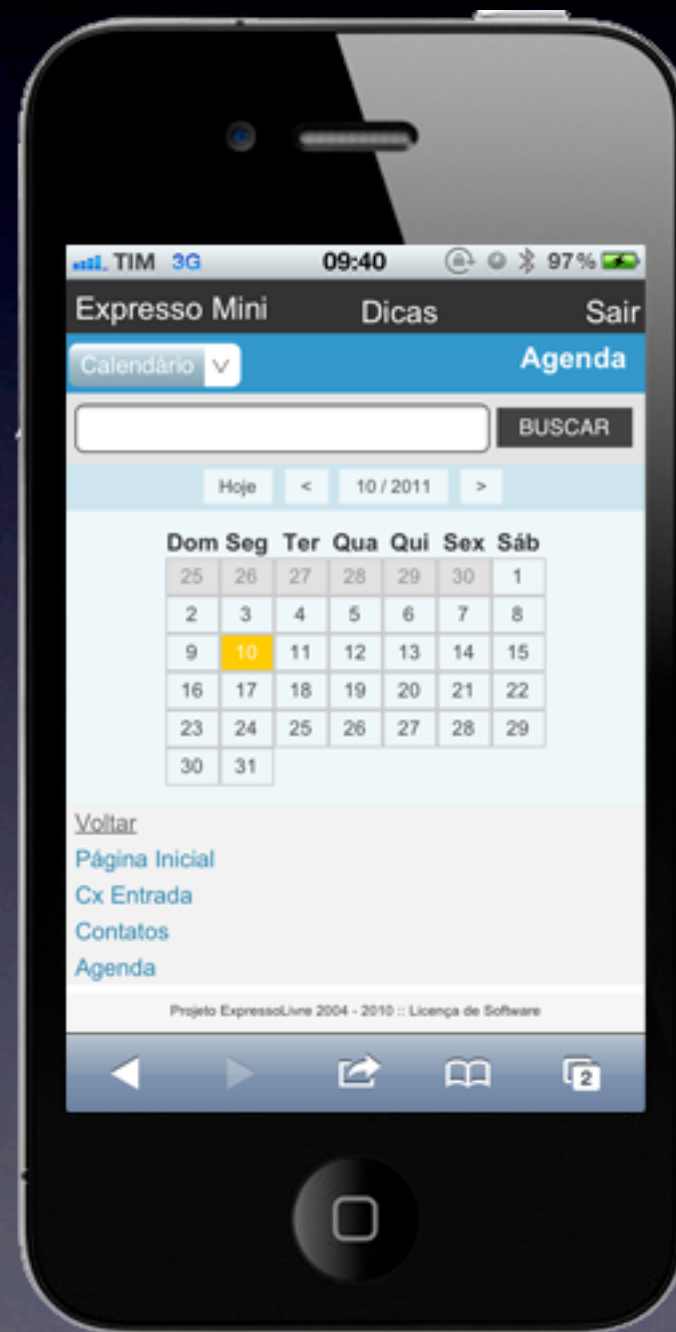 TIM 3G 09:40 97%
Expresso Mini Dicas Sair
Calendário V Agenda
BUSCAR
Hoje < 10 / 2011 >
Dom Seg Ter Qua Qui Sex Sáb
25 26 27 28 29 30 1
2 3 4 5 6 7 8
9 10 11 12 13 14 15
16 17 18 19 20 21 22
23 24 25 26 27 28 29
30 31
Voltar
Página Inicial
Cx Entrada
Contatos
Agenda
Projeto ExpressoLivre 2004 - 2010 :: Licença de Software
2